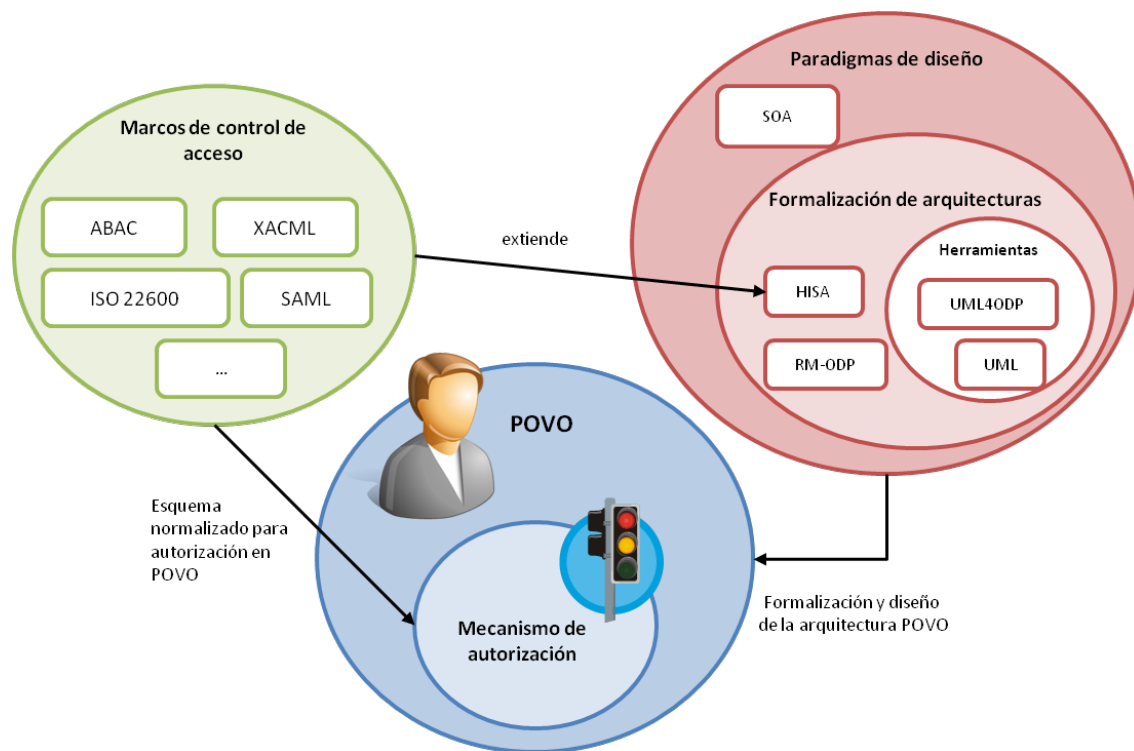 Marcos de control de
acceso
ABAC
XACML
ISO 22600
SAML
...
extiende
Paradigmas de diseño
SOA
Formalización de arquitecturas
Herramientas
HISA
UML4ODP
RM-ODP
UML
POVO
Esquema
normalizado para
autorización en
POVO
Mecanismo de
autorización
Formalización y diseño
de la arquitectura POVO